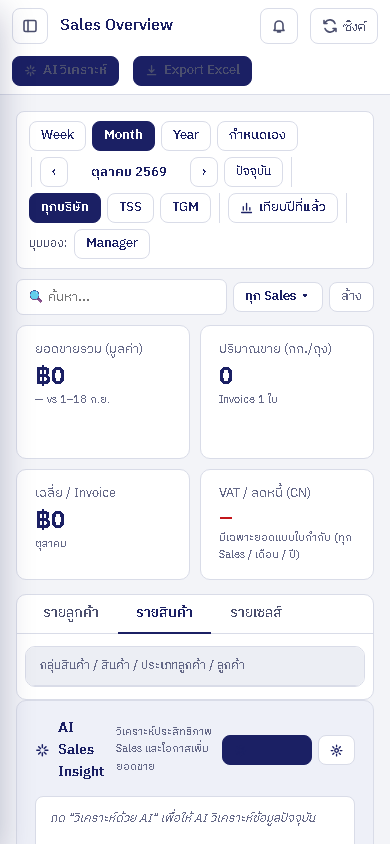 Sales Overview
ซิงค์
AI วิเคราะห์
Export Excel
Week
Month
Year
กำหนดเอง
‹
ตุลาคม 2569
›
ปัจจุบัน
ทุกบริษัท
TSS
TGM
เทียบปีที่แล้ว
มุมมอง:
Manager
ค้นหา...
ทุก Sales
ล้าง
ยอดขายรวม (มูลค่า)
฿0
— vs 1–18 ก.ย.
ปริมาณขาย (กก./ถุง)
0
Invoice 1 ใบ
เฉลี่ย / Invoice
฿0
ตุลาคม
VAT / ลดหนี้ (CN)
—
มีเฉพาะยอดแบบใบกำกับ (ทุก
Sales / เดือน / ปี)
รายลูกค้า
รายสินค้า
รายเซลส์
กลุ่มสินค้า / สินค้า / ประเภทลูกค้า / ลูกค้า
AI
Sales
Insight
วิเคราะห์ประสิทธิภาพ
Sales และโอกาสเพิ่ม
ยอดขาย
กด "วิเคราะห์ด้วย AI" เพื่อให้ AI วิเคราะห์ข้อมูลปัจจุบัน